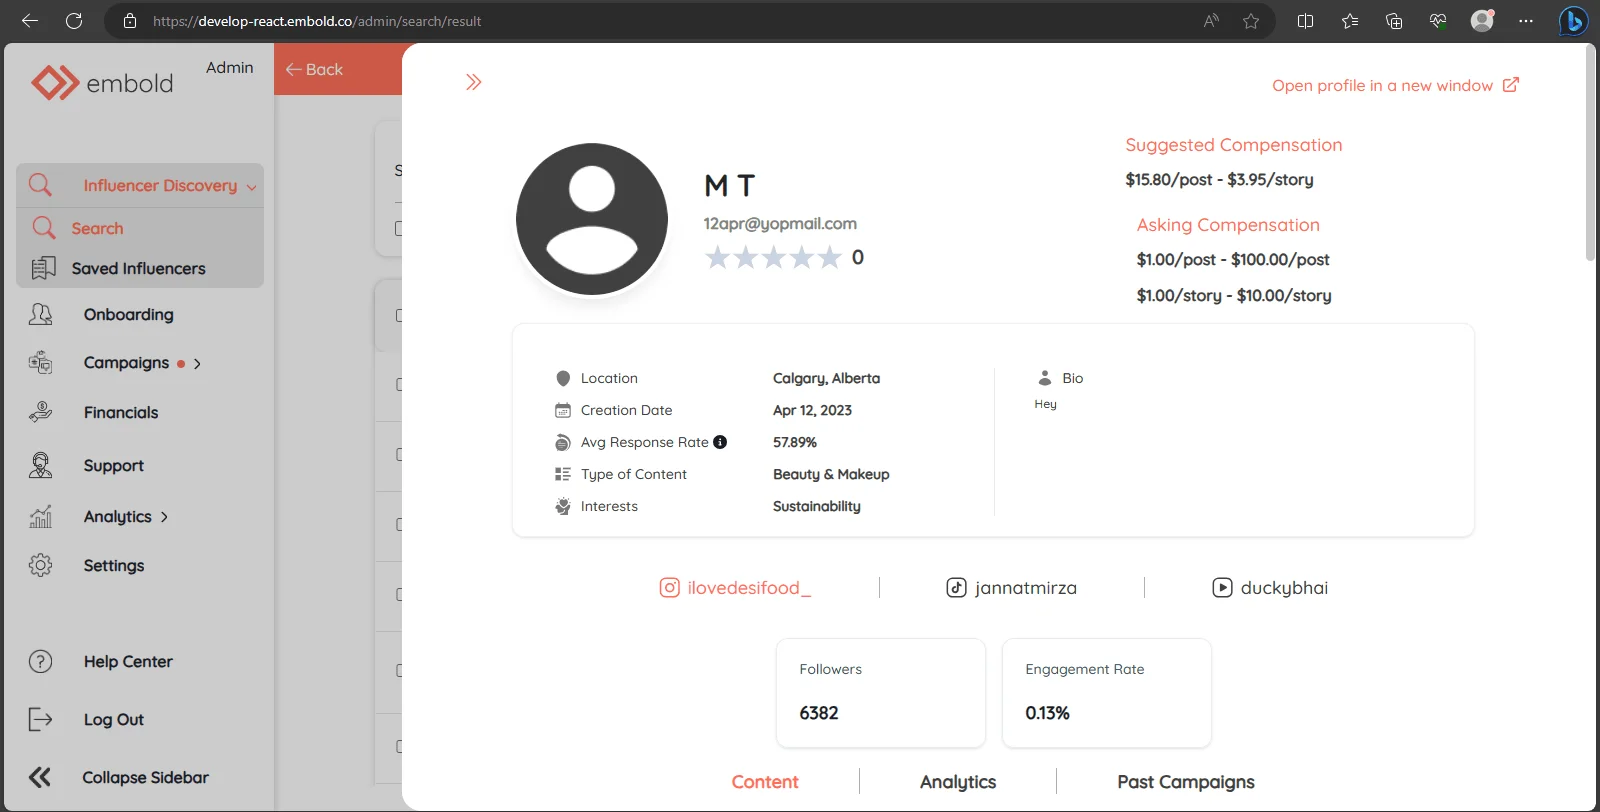 https://develop-react.embold.co/admin/search/result
embold
Admin
Back
Influencer Discovery
Search
Saved Influencers
Onboarding
Campaigns
Financials
Support
Analytics
Settings
Help Center
Log Out
Collapse Sidebar
S
Open profile in a new window
M T
12apr@yopmail.com
0
Suggested Compensation
$15.80/post - $3.95/story
Asking Compensation
$1.00/post - $100.00/post
$1.00/story - $10.00/story
Location Calgary, Alberta
Creation Date Apr 12, 2023
Avg Response Rate 57.89%
Type of Content Beauty & Makeup
Interests Sustainability
Bio
Hey
ilovedesifood_
jannatmirza
duckybhai
Followers
6382
Engagement Rate
0.13%
Content
Analytics
Past Campaigns